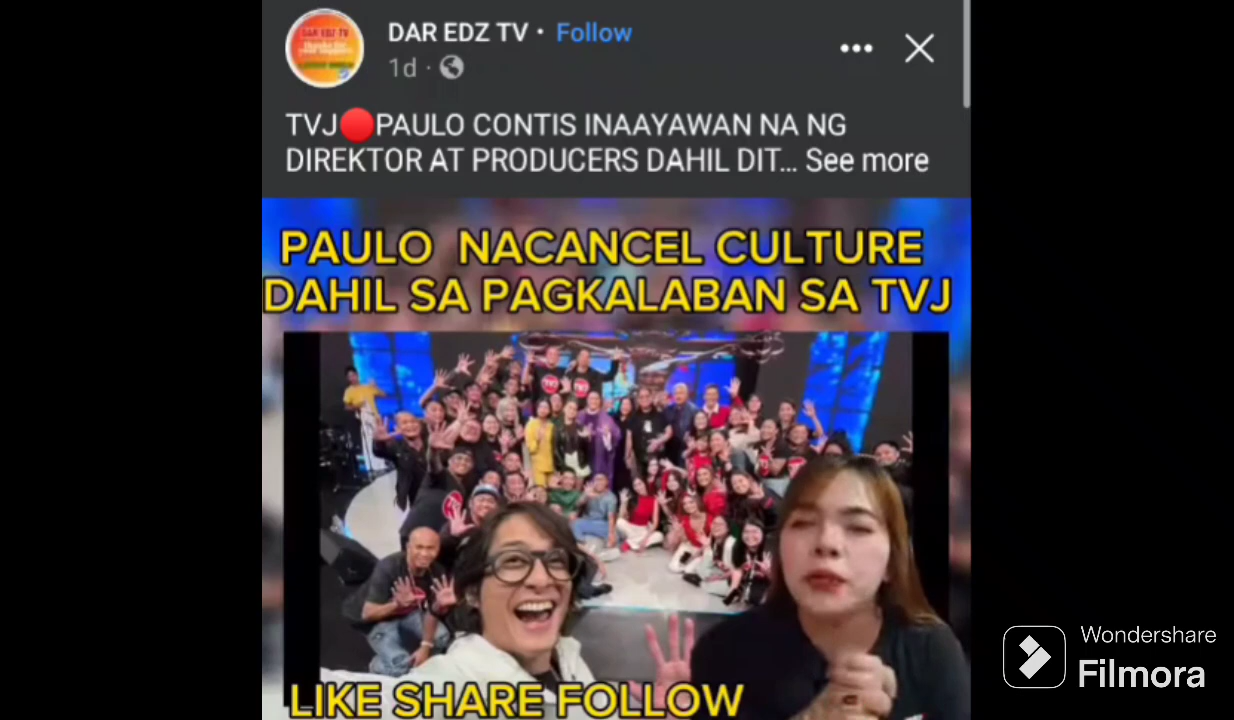 DAR EDZ TV · Follow
1d ·
TVJ🔴PAULO CONTIS INAAYAWAN NA NG
DIREKTOR AT PRODUCERS DAHIL DIT... See more
PAULO NACANCEL CULTURE
DAHIL SA PAGKALABAN SA TVJ
LIKE SHARE FOLLOW
Wondershare
Filmora